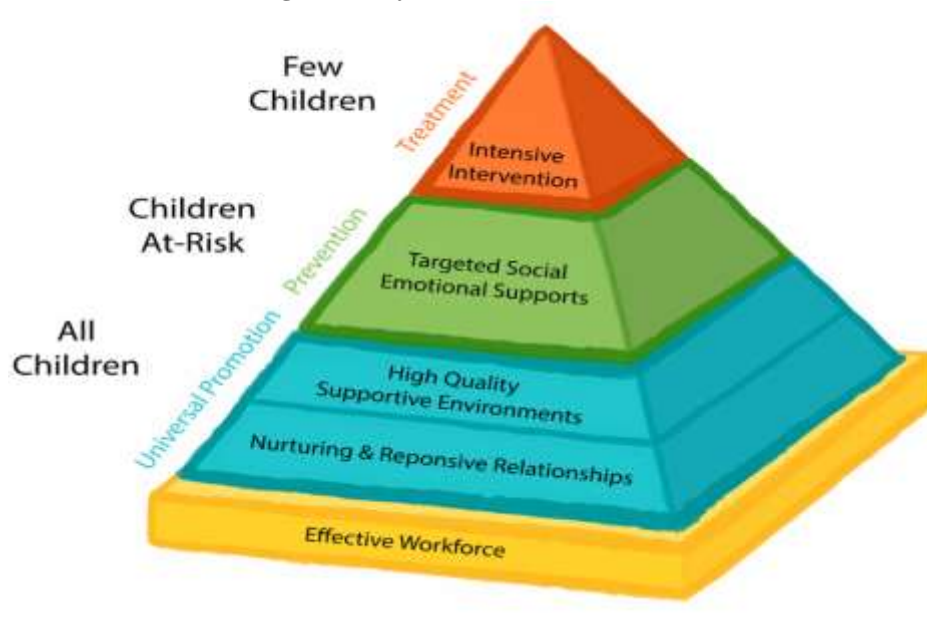 Few
Children
Treatment
Intensive
Intervention
Children
At-Risk
Prevention
Targeted Social
Emotional Supports
All
Children
Universal Promotion
High Quality
Supportive Environments
Nurturing & Reponsive Relationships
Effective Workforce